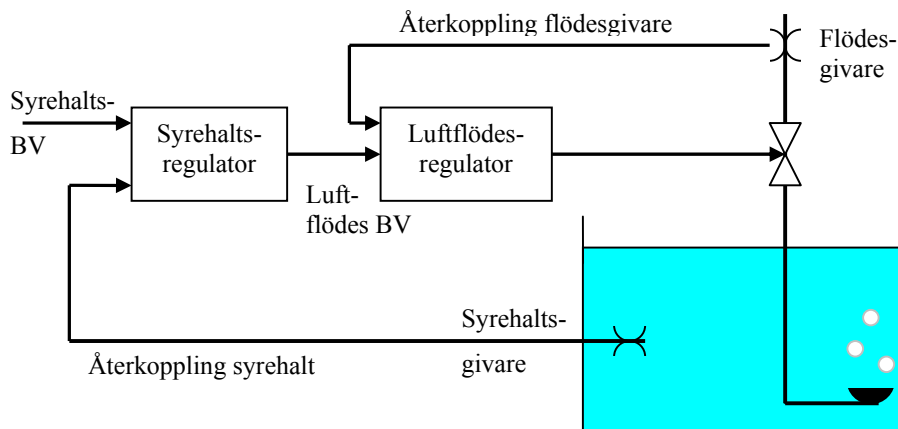 Återkoppling flödesgivare
Flödes-
givare
Syrehalts-
BV
Syrehalts-
regulator
Luftflödes-
regulator
Luft-
flödes BV
Syrehalts-
givare
Återkoppling syrehalt